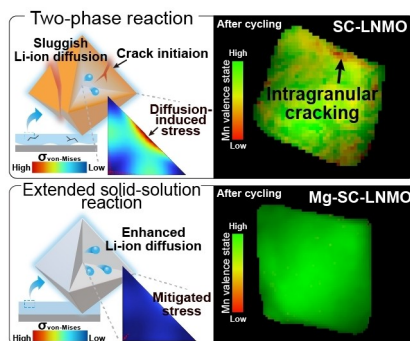 Two-phase reaction
Sluggish
Li-ion diffusion
Crack initiaion
Diffusion-
induced
stress
High
Low
σvon-Mises
After cycling
SC-LNMO
High
Mn valence state
Low
Intragranular
cracking
Extended solid-solution
reaction
Enhanced
Li-ion diffusion
Mitigated
stress
High
Low
σvon-Mises
After cycling
Mg-SC-LNMO
High
Mn valence state
Low